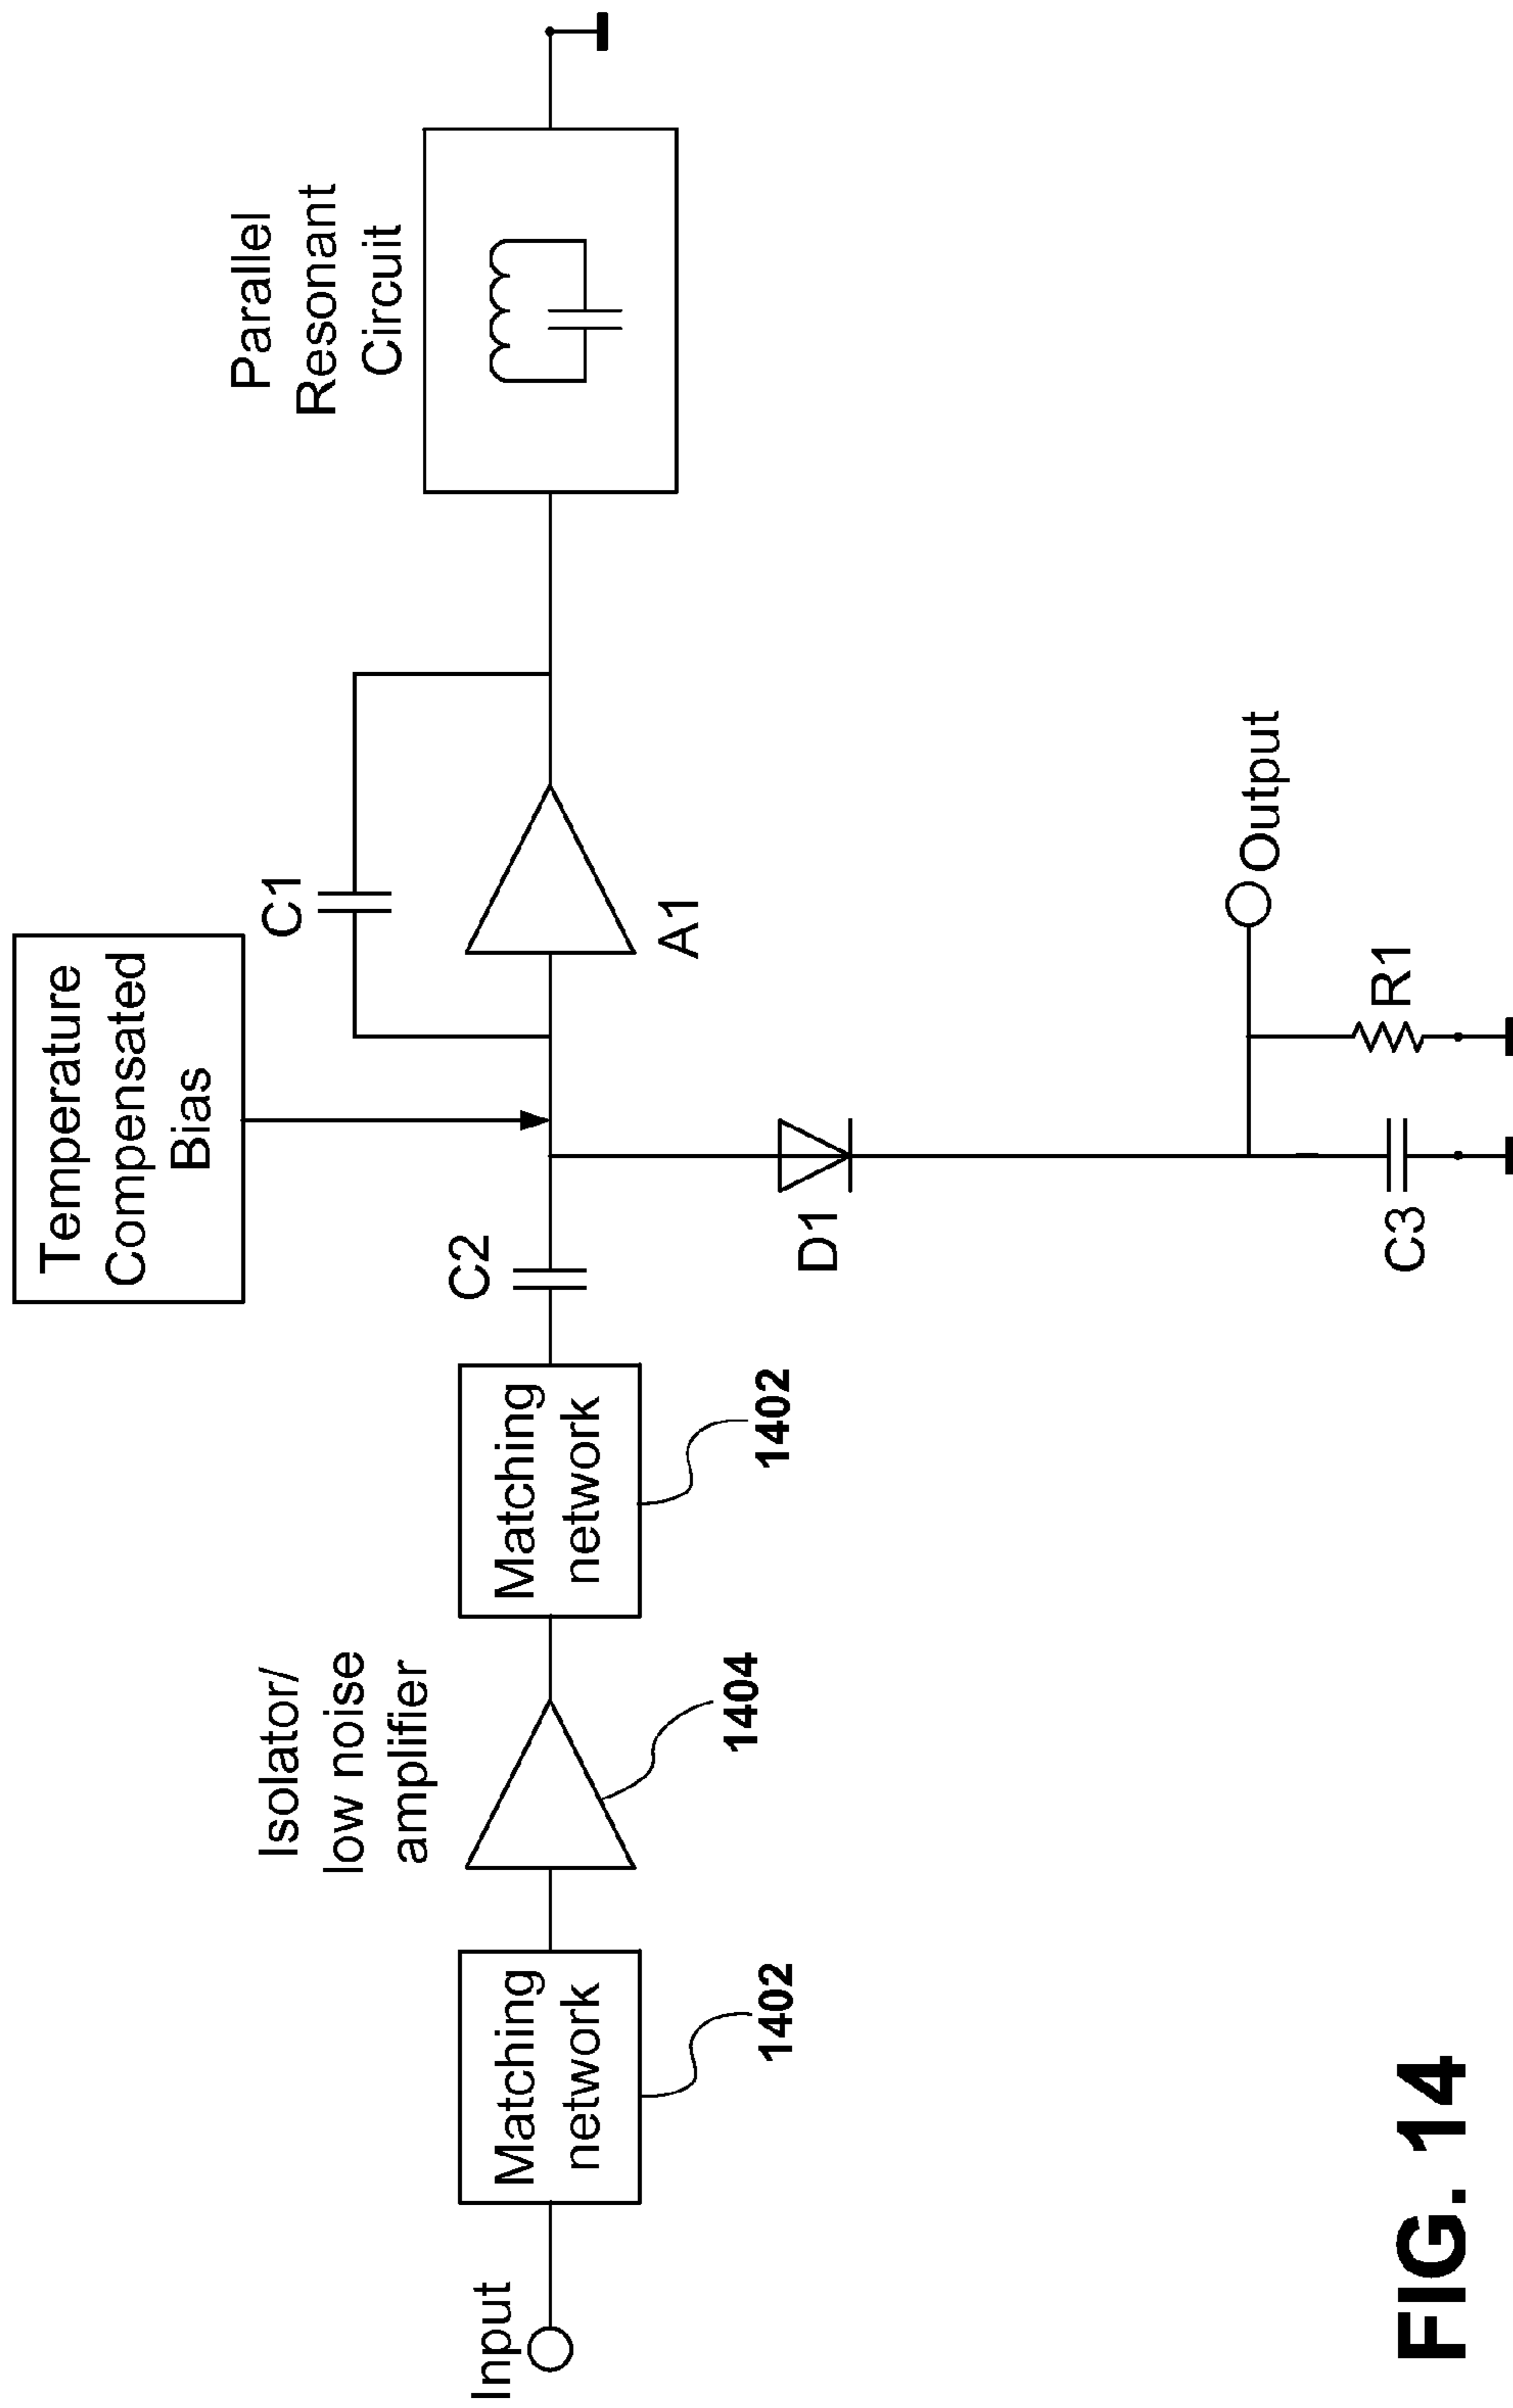 Temperature
Compensated
Bias
Parallel
Resonant
Circuit
C1
Isolator/
low noise
amplifier
Input
Matching
network
1402
1404
Matching
network
1402
C2
A1
D1
Output
C3
R1
FIG. 14